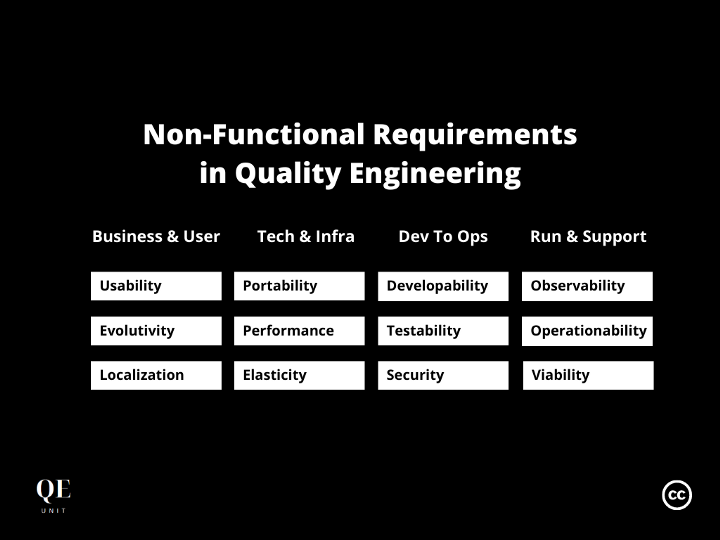 Non-Functional Requirements
in Quality Engineering
Business & User Tech & Infra Dev To Ops Run & Support
Usability Portability Developability Observability
Evolutivity Performance Testability Operationability
Localization Elasticity Security Viability
QE
UNIT
cc